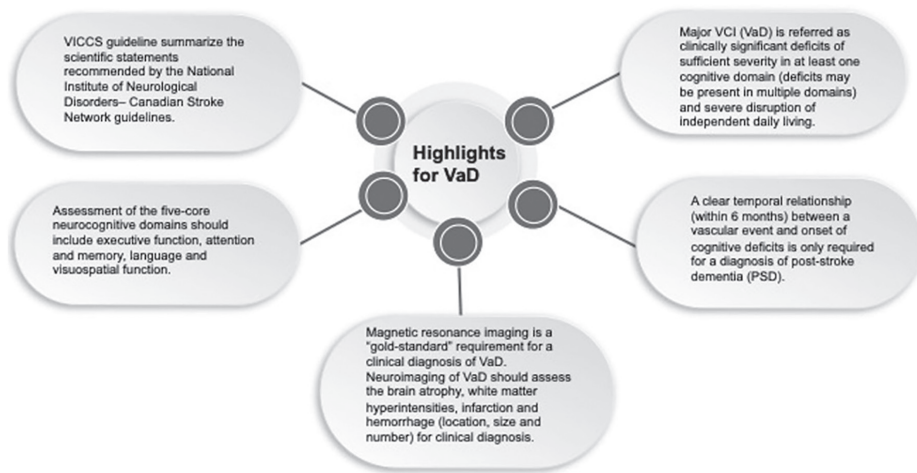 VICCS guideline summarize the
scientific statements
recommended by the National
Institute of Neurological
Disorders– Canadian Stroke
Network guidelines.
Major VCI (VaD) is referred as
clinically significant deficits of
sufficient severity in at least one
cognitive domain (deficits may
be present in multiple domains)
and severe disruption of
independent daily living.
Highlights
for VaD
Assessment of the five-core
neurocognitive domains should
include executive function, attention
and memory, language and
visuospatial function.
A clear temporal relationship
(within 6 months) between a
vascular event and onset of
cognitive deficits is only required
for a diagnosis of post-stroke
dementia (PSD).
Magnetic resonance imaging is a
“gold-standard” requirement for a
clinical diagnosis of VaD.
Neuroimaging of VaD should assess
the brain atrophy, white matter
hyperintensities, infarction and
hemorrhage (location, size and
number) for clinical diagnosis.